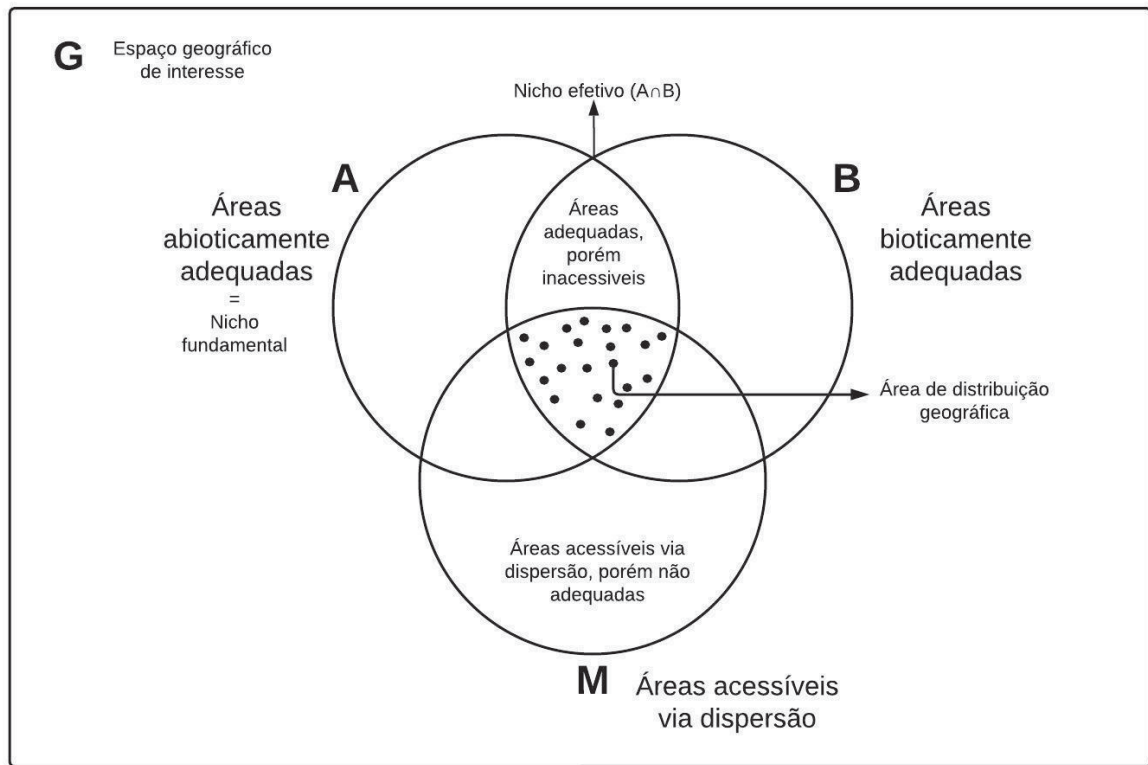 G
Espaço geográfico
de interesse
Nicho efetivo (A∩B)
A
Áreas
abioticamente
adequadas
=
Nicho
fundamental
B
Áreas
bioticamente
adequadas
Áreas
adequadas,
porém
inacessiveis
Área de distribuição
geográfica
Áreas acessíveis via
dispersão, porém não
adequadas
M
Áreas acessíveis
via dispersão